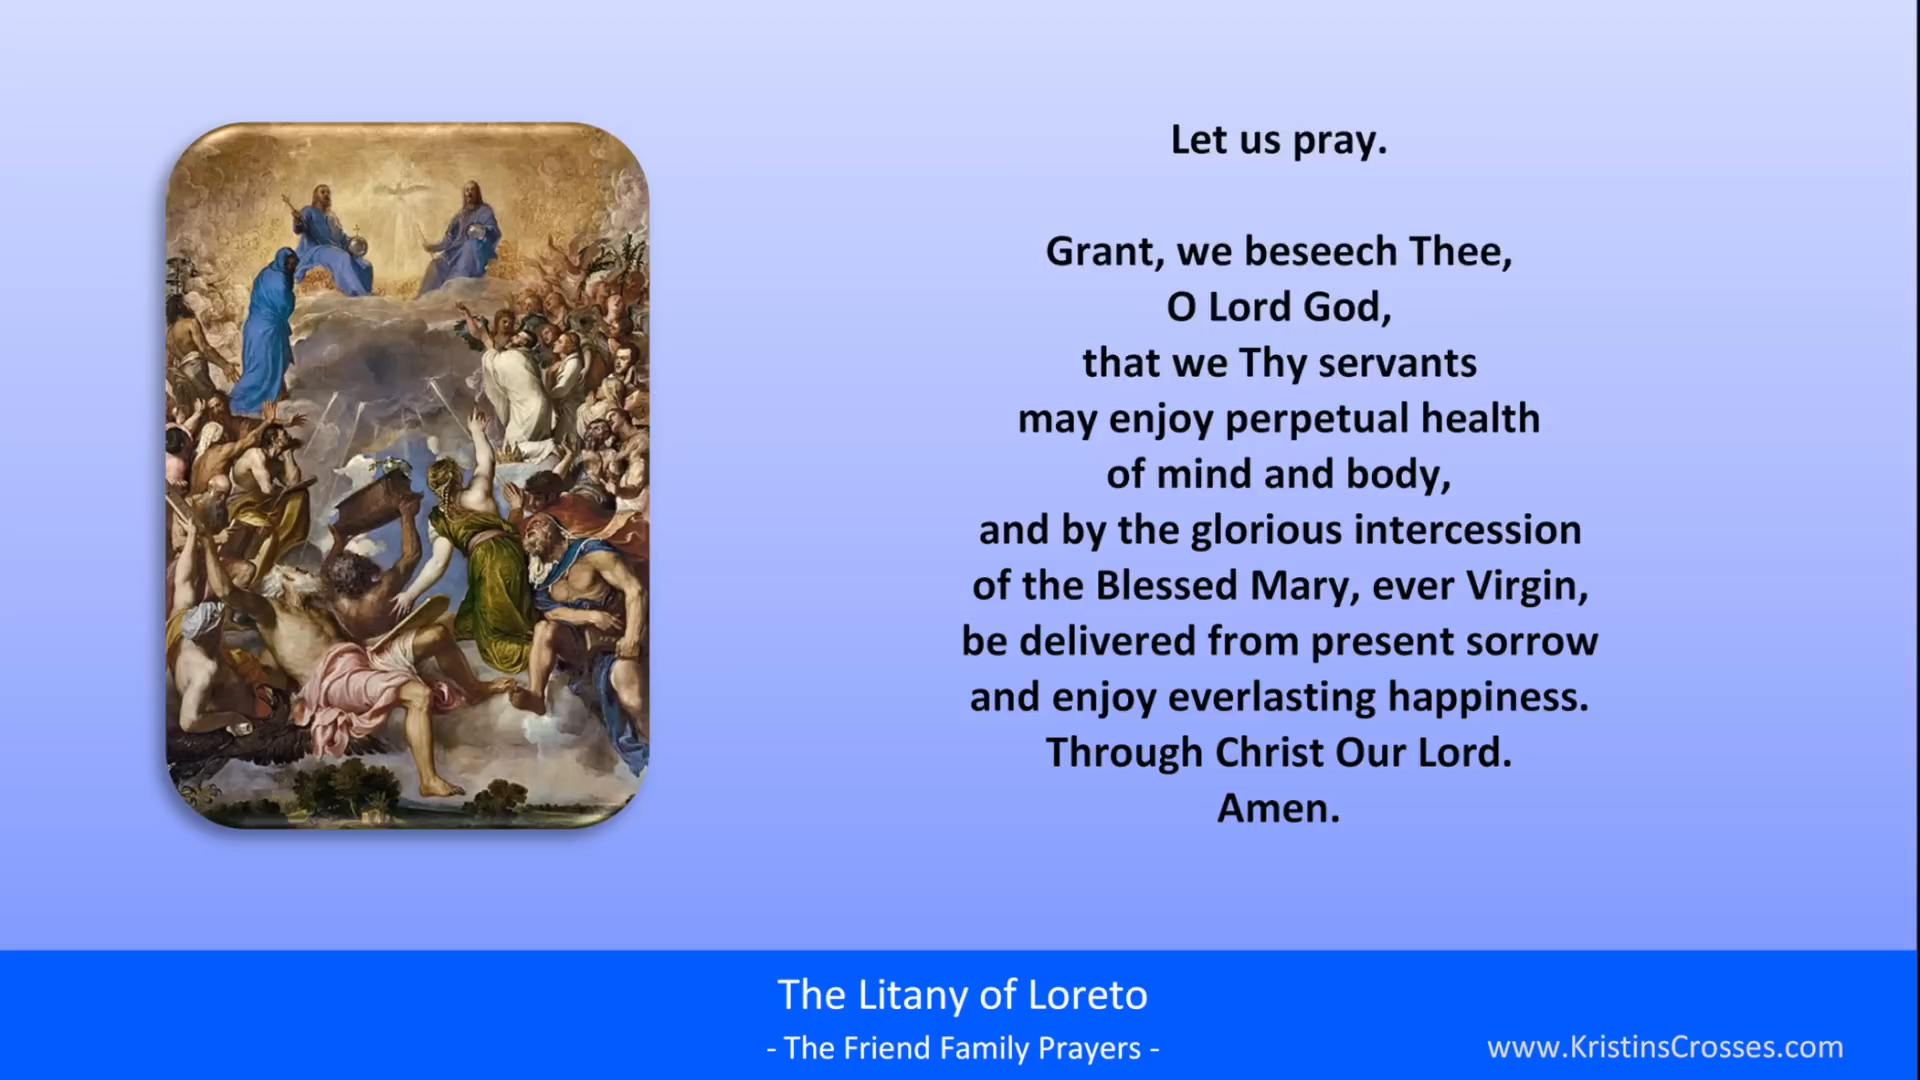 Let us pray.
Grant, we beseech Thee,
O Lord God,
that we Thy servants
may enjoy perpetual health
of mind and body,
and by the glorious intercession
of the Blessed Mary, ever Virgin,
be delivered from present sorrow
and enjoy everlasting happiness.
Through Christ Our Lord.
Amen.
The Litany of Loreto
- The Friend Family Prayers -
www.KristinsCrosses.com